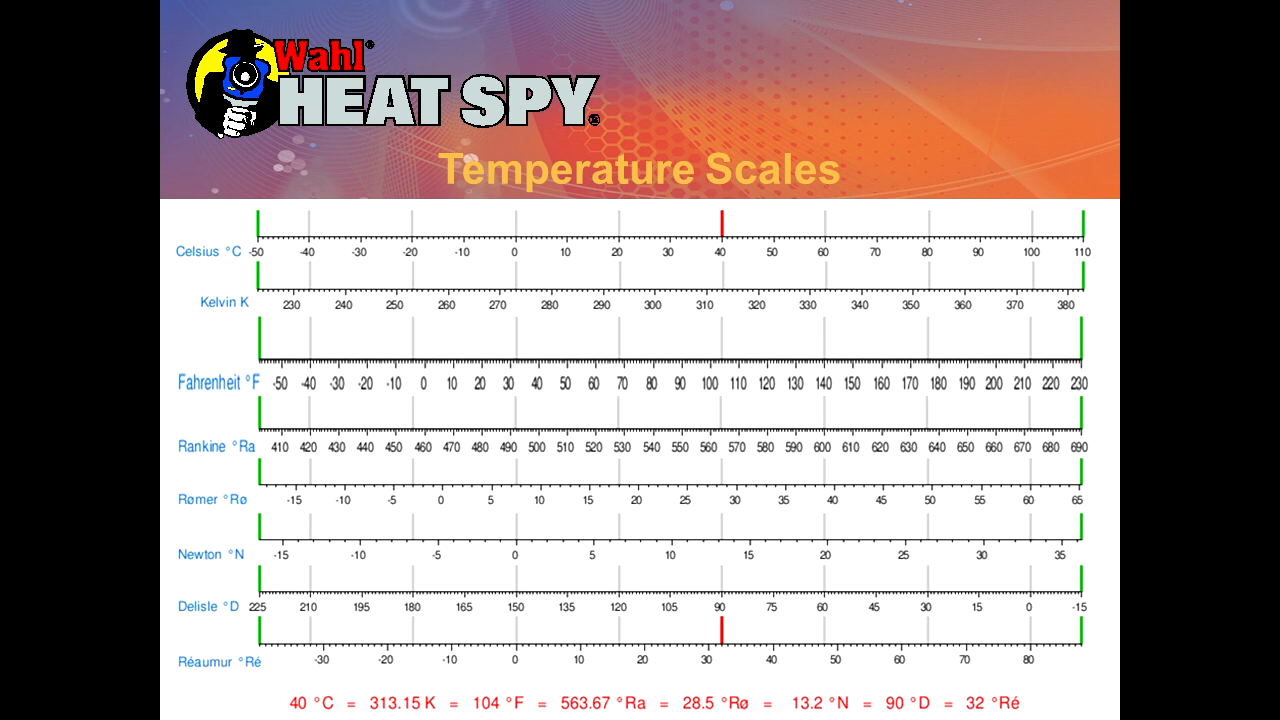 Wahl®
HEAT SPY®
Temperature Scales
Celsius °C -50 -40 -30 -20 -10 0 10 20 30 40 50 60 70 80 90 100 110
Kelvin K 230 240 250 260 270 280 290 300 310 320 330 340 350 360 370 380
Fahrenheit °F -50 -40 -30 -20 -10 0 10 20 30 40 50 60 70 80 90 100 110 120 130 140 150 160 170 180 190 200 210 220 230
Rankine °Ra 410 420 430 440 450 460 470 480 490 500 510 520 530 540 550 560 570 580 590 600 610 620 630 640 650 660 670 680 690
Rømer °Rø -15 -10 -5 0 5 10 15 20 25 30 35 40 45 50 55 60 65
Newton °N -15 -10 -5 0 5 10 15 20 25 30 35
Delisle °D 225 210 195 180 165 150 135 120 105 90 75 60 45 30 15 0 -15
Réaumur °Ré -30 -20 -10 0 10 20 30 40 50 60 70 80
40 °C = 313.15 K = 104 °F = 563.67 °Ra = 28.5 °Rø = 13.2 °N = 90 °D = 32 °Ré